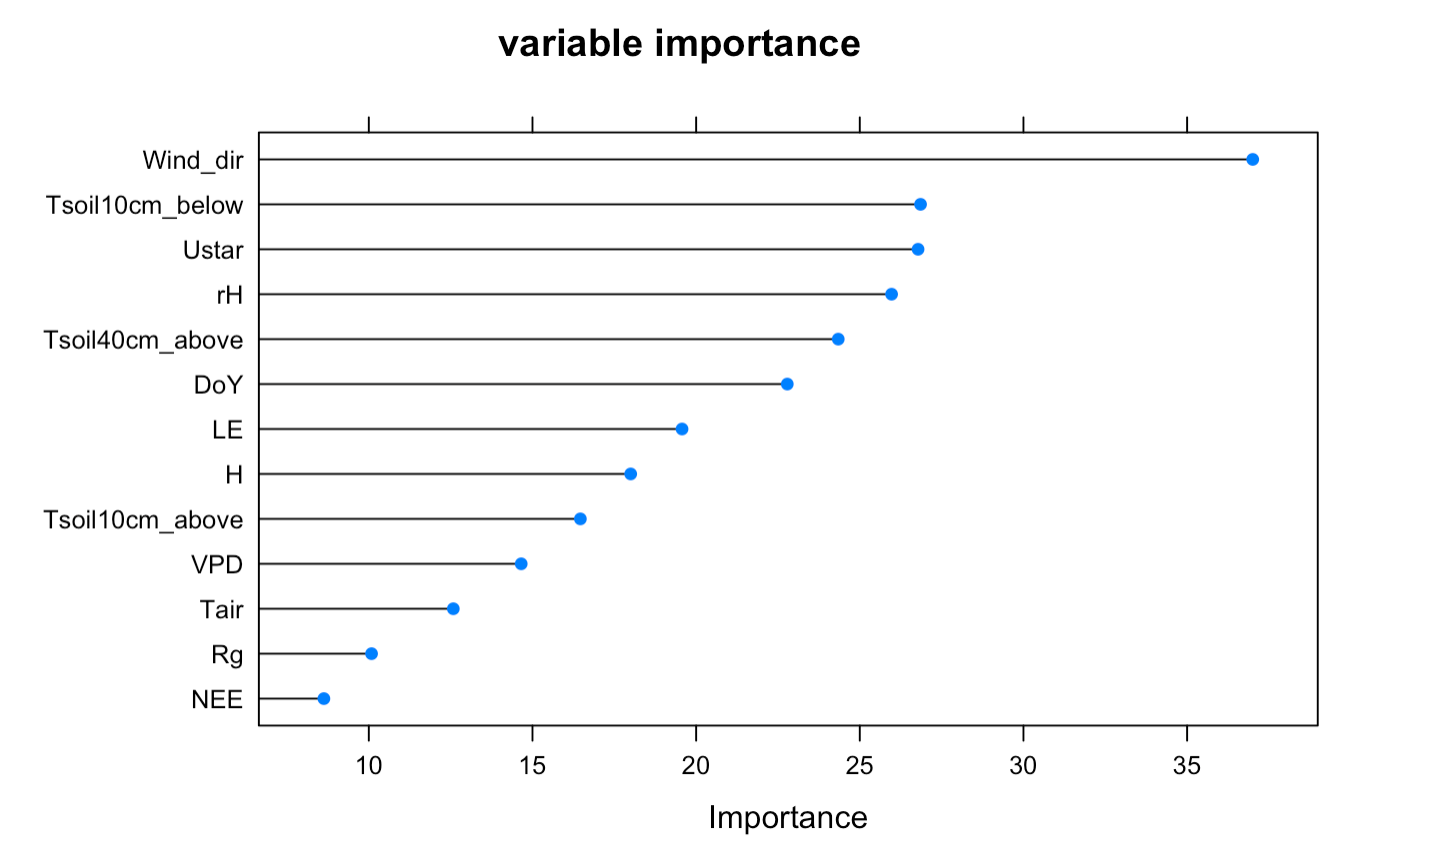 variable importance
Wind_dir
Tsoil10cm_below
Ustar
rH
Tsoil40cm_above
DoY
LE
H
Tsoil10cm_above
VPD
Tair
Rg
NEE
10 15 20 25 30 35
Importance